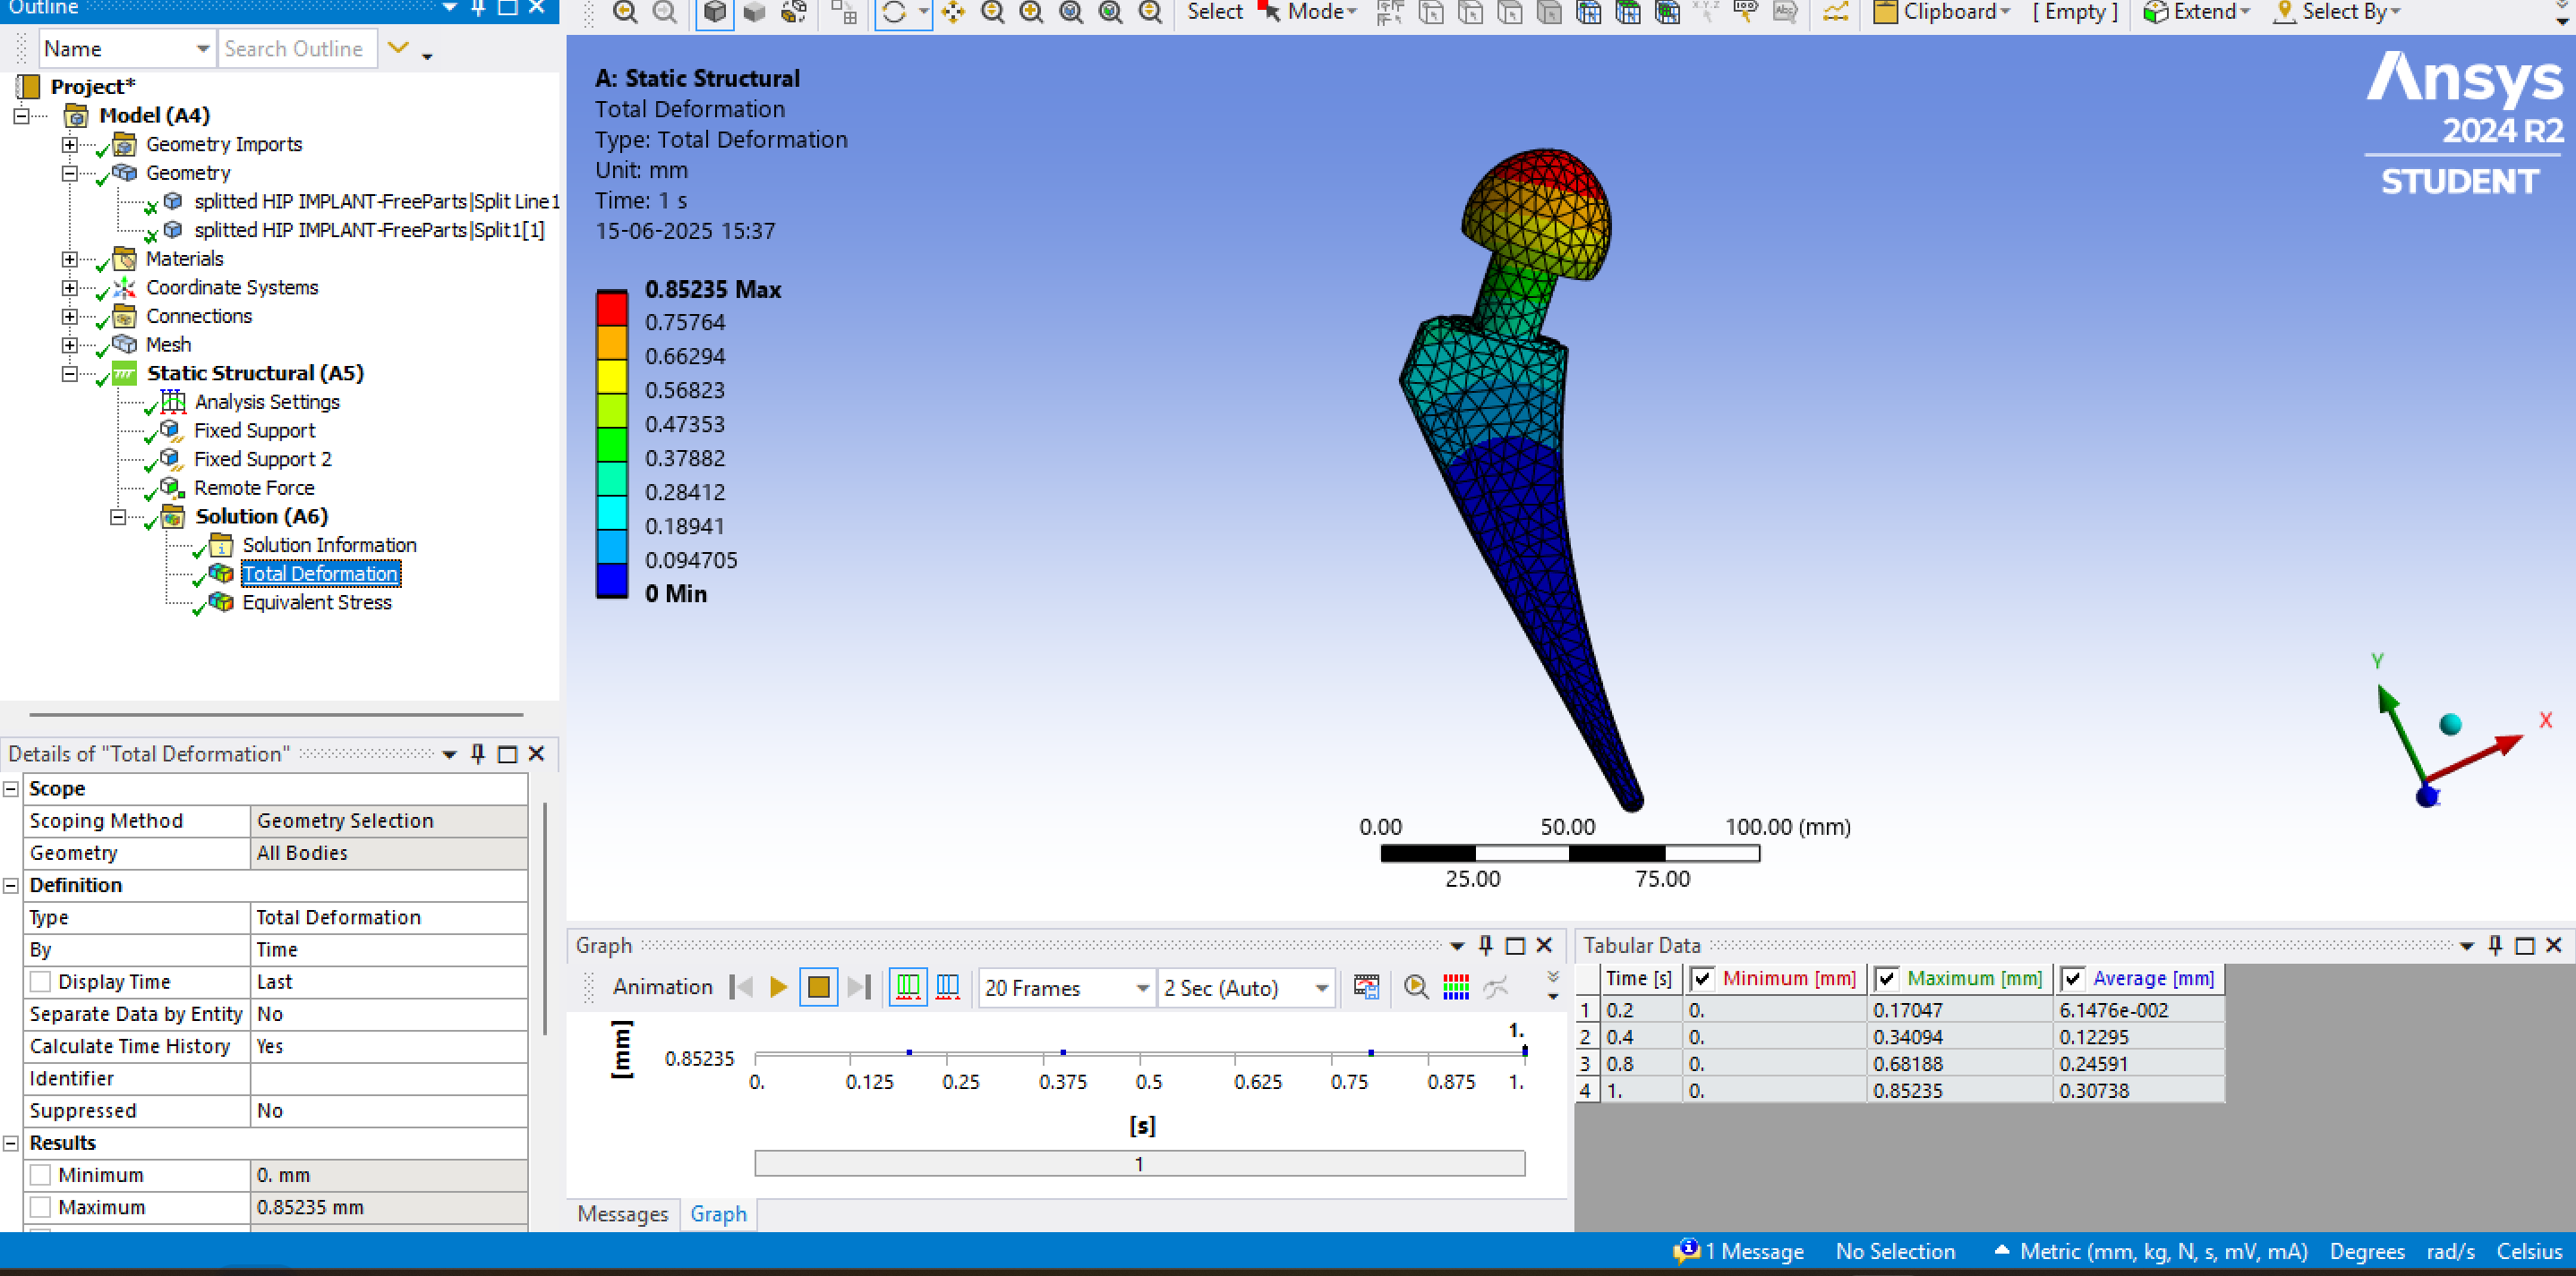 Outline
Select Mode Clipboard [ Empty ] Extend Select By
Name Search Outline
Project*
Model (A4)
Geometry Imports
Geometry
splitted HIP IMPLANT-FreeParts|Split Line1
splitted HIP IMPLANT-FreeParts|Split1[1]
Materials
Coordinate Systems
Connections
Mesh
Static Structural (A5)
Analysis Settings
Fixed Support
Fixed Support 2
Remote Force
Solution (A6)
Solution Information
Total Deformation
Equivalent Stress
A: Static Structural
Total Deformation
Type: Total Deformation
Unit: mm
Time: 1 s
15-06-2025 15:37
0.85235 Max
0.75764
0.66294
0.56823
0.47353
0.37882
0.28412
0.18941
0.094705
0 Min
Ansys
2024 R2
STUDENT
Y
X
Z
0.00 50.00 100.00 (mm)
25.00 75.00
Details of "Total Deformation"
Scope
Scoping Method Geometry Selection
Geometry All Bodies
Definition
Type Total Deformation
By Time
Display Time Last
Separate Data by Entity No
Calculate Time History Yes
Identifier
Suppressed No
Results
Minimum 0. mm
Maximum 0.85235 mm
Graph
Animation 20 Frames 2 Sec (Auto)
1.
[mm] 0.85235
0. 0.125 0.25 0.375 0.5 0.625 0.75 0.875 1.
[s]
1
Messages Graph
Tabular Data
Time [s] Minimum [mm] Maximum [mm] Average [mm]
1 0.2 0. 0.17047 6.1476e-002
2 0.4 0. 0.34094 0.12295
3 0.8 0. 0.68188 0.24591
4 1. 0. 0.85235 0.30738
1 Message No Selection Metric (mm, kg, N, s, mV, mA) Degrees rad/s Celsius